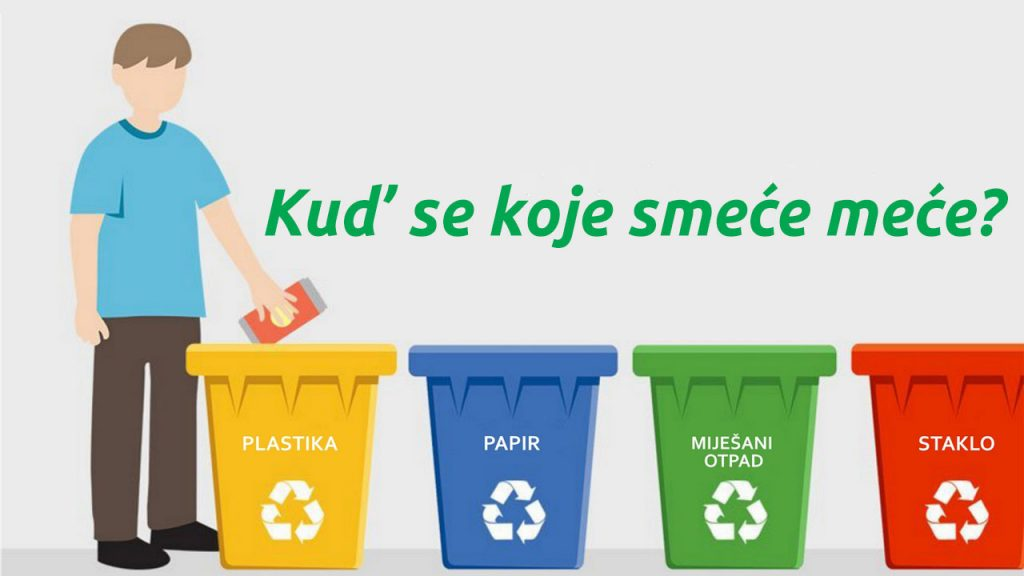 Kuď se koje smeće meće?
PLASTIKA
PAPIR
MIJEŠANI
OTPAD
STAKLO